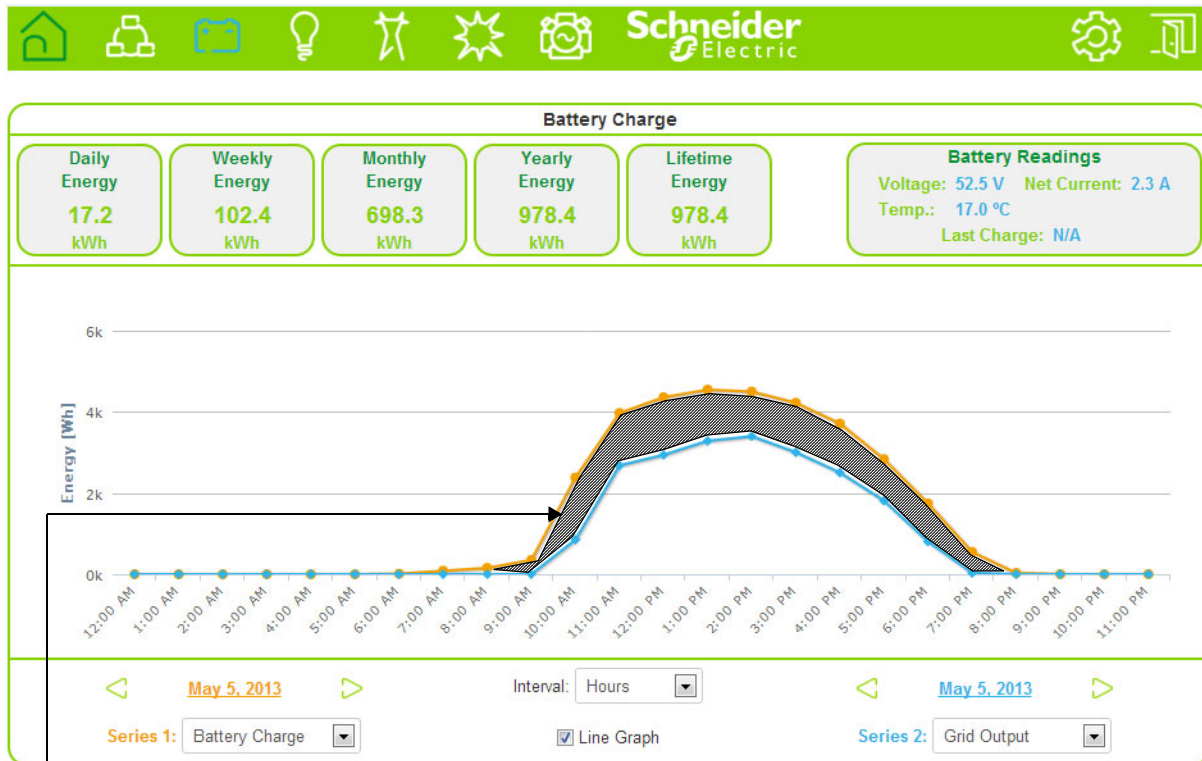 Schneider
Electric
Battery Charge
Daily
Energy
17.2
kWh
Weekly
Energy
102.4
kWh
Monthly
Energy
698.3
kWh
Yearly
Energy
978.4
kWh
Lifetime
Energy
978.4
kWh
Battery Readings
Voltage: 52.5 V Net Current: 2.3 A
Temp.: 17.0 ºC
Last Charge: N/A
Energy [Wh]
6k
4k
2k
0k
12:00 AM
1:00 AM
2:00 AM
3:00 AM
4:00 AM
5:00 AM
6:00 AM
7:00 AM
8:00 AM
9:00 AM
10:00 AM
11:00 AM
12:00 PM
1:00 PM
2:00 PM
3:00 PM
4:00 PM
5:00 PM
6:00 PM
7:00 PM
8:00 PM
9:00 PM
10:00 PM
11:00 PM
May 5, 2013
Interval: Hours
May 5, 2013
Series 1: Battery Charge
Line Graph
Series 2: Grid Output